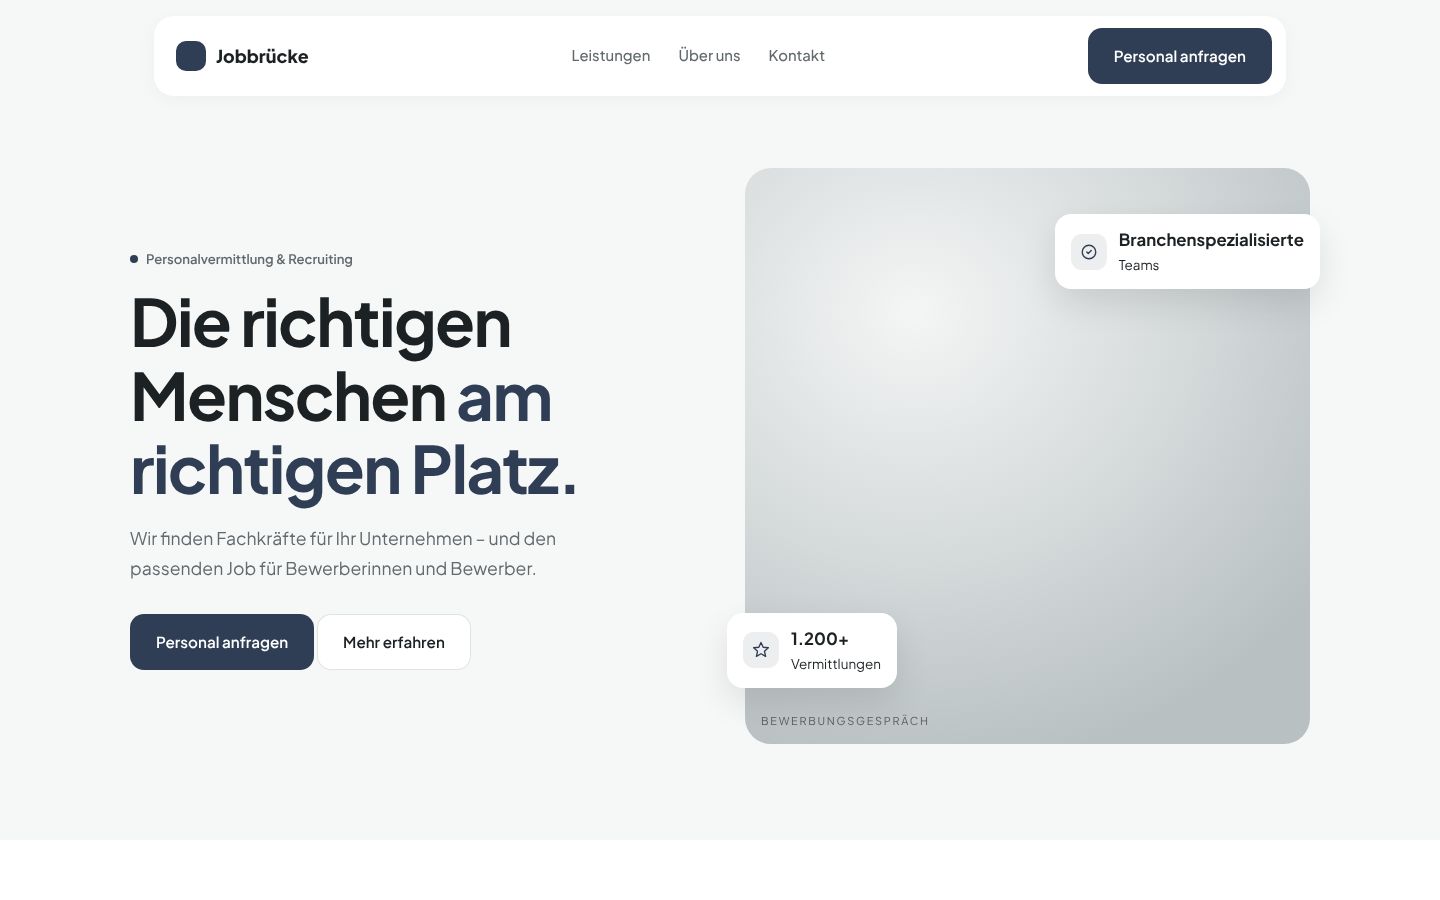 Jobbrücke
Leistungen
Über uns
Kontakt
Personal anfragen
Personalvermittlung & Recruiting
Die richtigen
Menschen am
richtigen Platz.
Wir finden Fachkräfte für Ihr Unternehmen – und den
passenden Job für Bewerberinnen und Bewerber.
Personal anfragen
Mehr erfahren
Branchenspezialisierte
Teams
1.200+
Vermittlungen
BEWERBUNGSGESPRÄCH